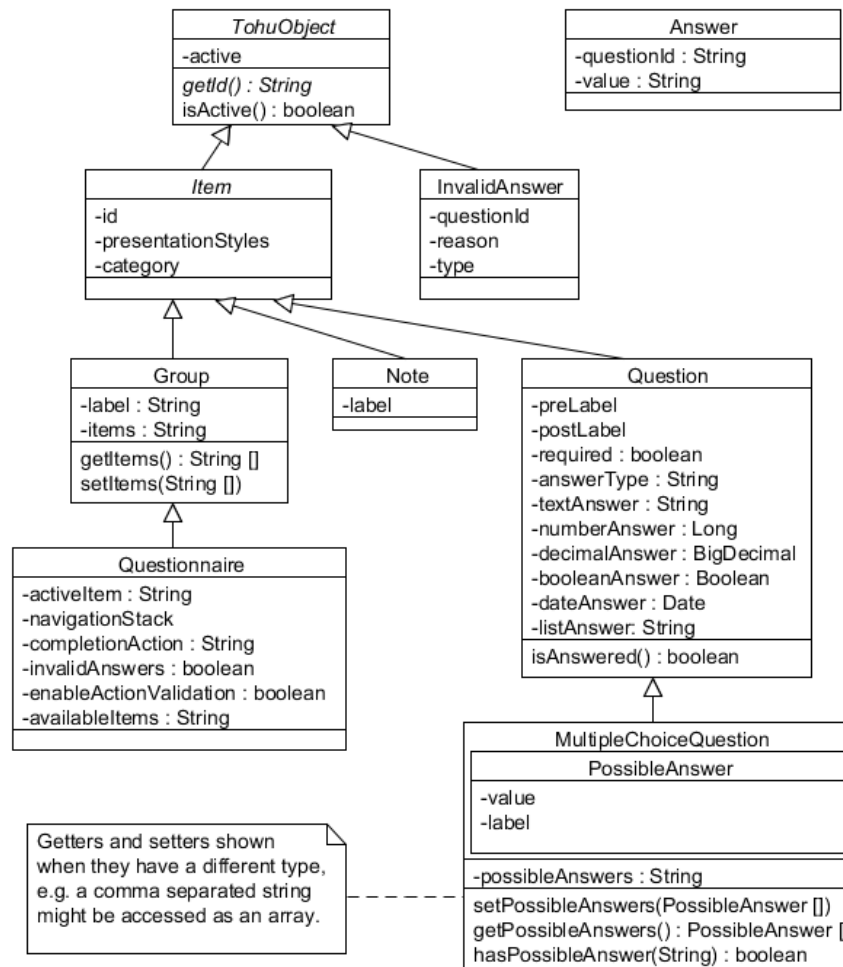 TohuObject
-active
getId() : String
isActive() : boolean
Answer
-questionId : String
-value : String
Item
-id
-presentationStyles
-category
InvalidAnswer
-questionId
-reason
-type
Group
-label : String
-items : String
getItems() : String []
setItems(String [])
Note
-label
Question
-preLabel
-postLabel
-required : boolean
-answerType : String
-textAnswer : String
-numberAnswer : Long
-decimalAnswer : BigDecimal
-booleanAnswer : Boolean
-dateAnswer : Date
-listAnswer: String
isAnswered() : boolean
Questionnaire
-activeItem : String
-navigationStack
-completionAction : String
-invalidAnswers : boolean
-enableActionValidation : boolean
-availableItems : String
MultipleChoiceQuestion
PossibleAnswer
-value
-label
-possibleAnswers : String
setPossibleAnswers(PossibleAnswer [])
getPossibleAnswers() : PossibleAnswer [
hasPossibleAnswer(String) : boolean
Getters and setters shown
when they have a different type,
e.g. a comma separated string
might be accessed as an array.